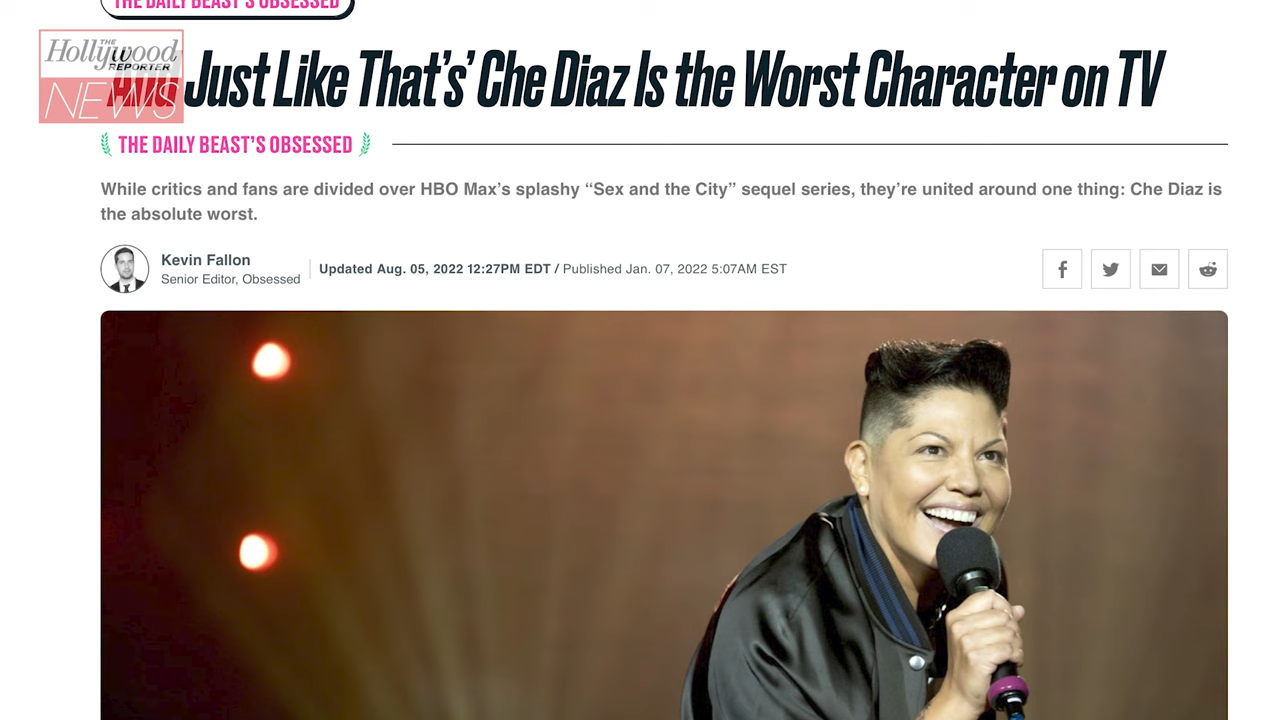 THE DAILY BEAST'S OBSESSED
THE
Hollywood
REPORTER
NEWS
And Just Like That's' Che Diaz Is the Worst Character on TV
THE DAILY BEAST'S OBSESSED
While critics and fans are divided over HBO Max's splashy “Sex and the City” sequel series, they're united around one thing: Che Diaz is
the absolute worst.
Kevin Fallon
Senior Editor, Obsessed
Updated Aug. 05, 2022 12:27PM EDT / Published Jan. 07, 2022 5:07AM EST